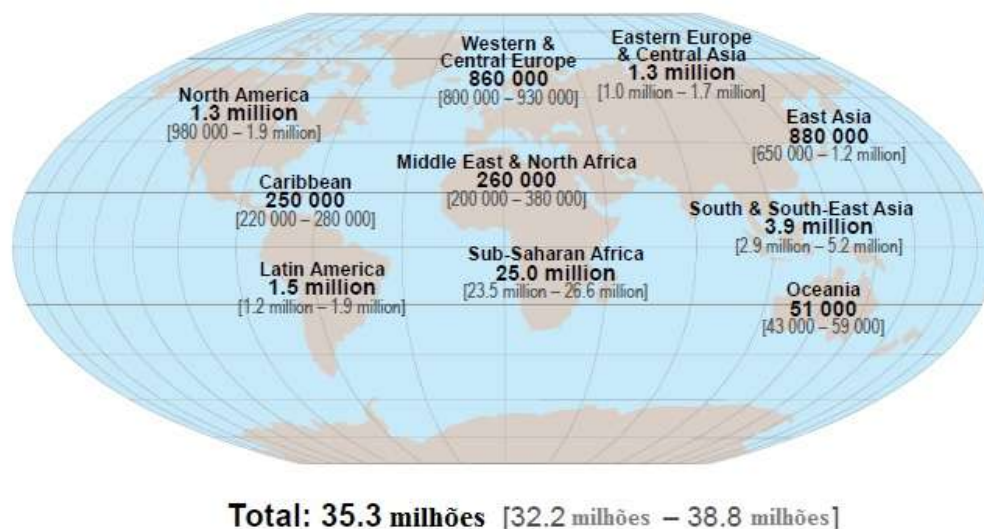 Western &
Central Europe
860 000
[800 000 – 930 000]
Eastern Europe
& Central Asia
1.3 million
[1.0 million – 1.7 million]
North America
1.3 million
[980 000 – 1.9 million]
East Asia
880 000
[650 000 – 1.2 million]
Middle East & North Africa
260 000
[200 000 – 380 000]
Caribbean
250 000
[220 000 – 280 000]
South & South-East Asia
3.9 million
[2.9 million – 5.2 million]
Sub-Saharan Africa
25.0 million
[23.5 million – 26.6 million]
Latin America
1.5 million
[1.2 million – 1.9 million]
Oceania
51 000
[43 000 – 59 000]
Total: 35.3 milhões [32.2 milhões – 38.8 milhões]